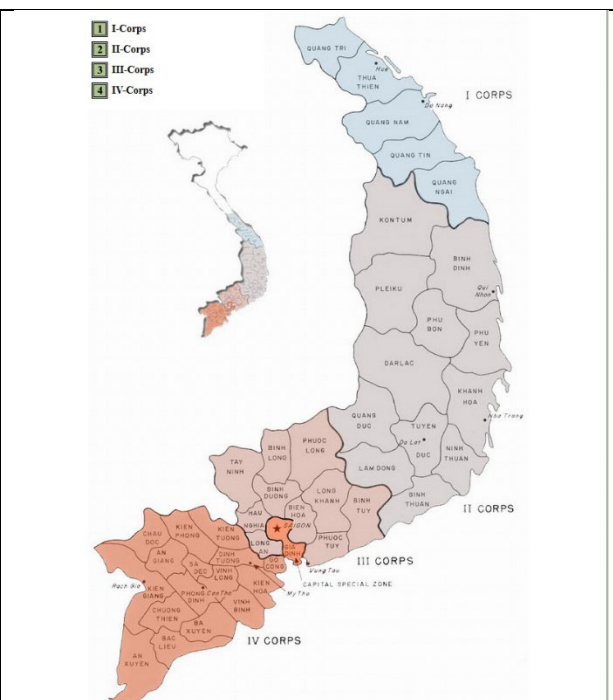 1 I-Corps
2 II-Corps
3 III-Corps
4 IV-Corps
QUANG TRI
Hue
THUA
THIEN
I CORPS
Da Nang
QUANG NAM
QUANG TIN
QUANG
NGAI
KONTUM
BINH
DINH
PLEIKU
Qui
Nhon
PHU
BON
PHU
YEN
DARLAC
KHANH
HOA
QUANG
DUC
TUYEN
DUC
Nha Trang
Da Lat
NINH
THUAN
LAM DONG
BINH
THUAN
II CORPS
PHUOC
LONG
BINH
LONG
TAY
NINH
BINH
DUONG
LONG
KHANH
BINH
TUY
BIEN
HOA
HAU
NGHIA
SAIGON
LONG
AN
GIA
DINH
PHUOC
TUY
III CORPS
Vung Tau
CAPITAL SPECIAL ZONE
GO
CONG
My Tho
KIEN
PHONG
KIEN
TUONG
CHAU
DOC
AN
GIANG
DINH
TUONG
SA
DEC
VINH
LONG
KIEN
HOA
Rach Gia
KIEN
GIANG
PHONG
DINH
Can Tho
VINH
BINH
CHUONG
THIEN
BA
XUYEN
BAC
LIEU
AN
XUYEN
IV CORPS